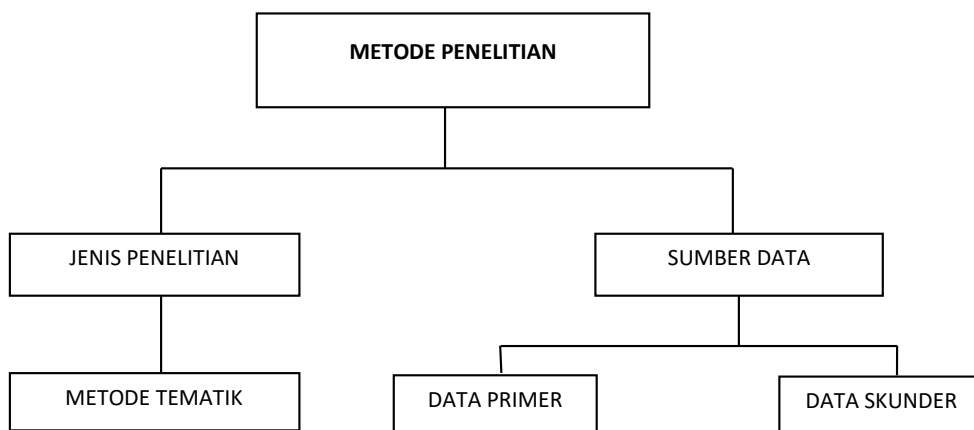 METODE PENELITIAN
JENIS PENELITIAN
SUMBER DATA
METODE TEMATIK
DATA PRIMER
DATA SKUNDER